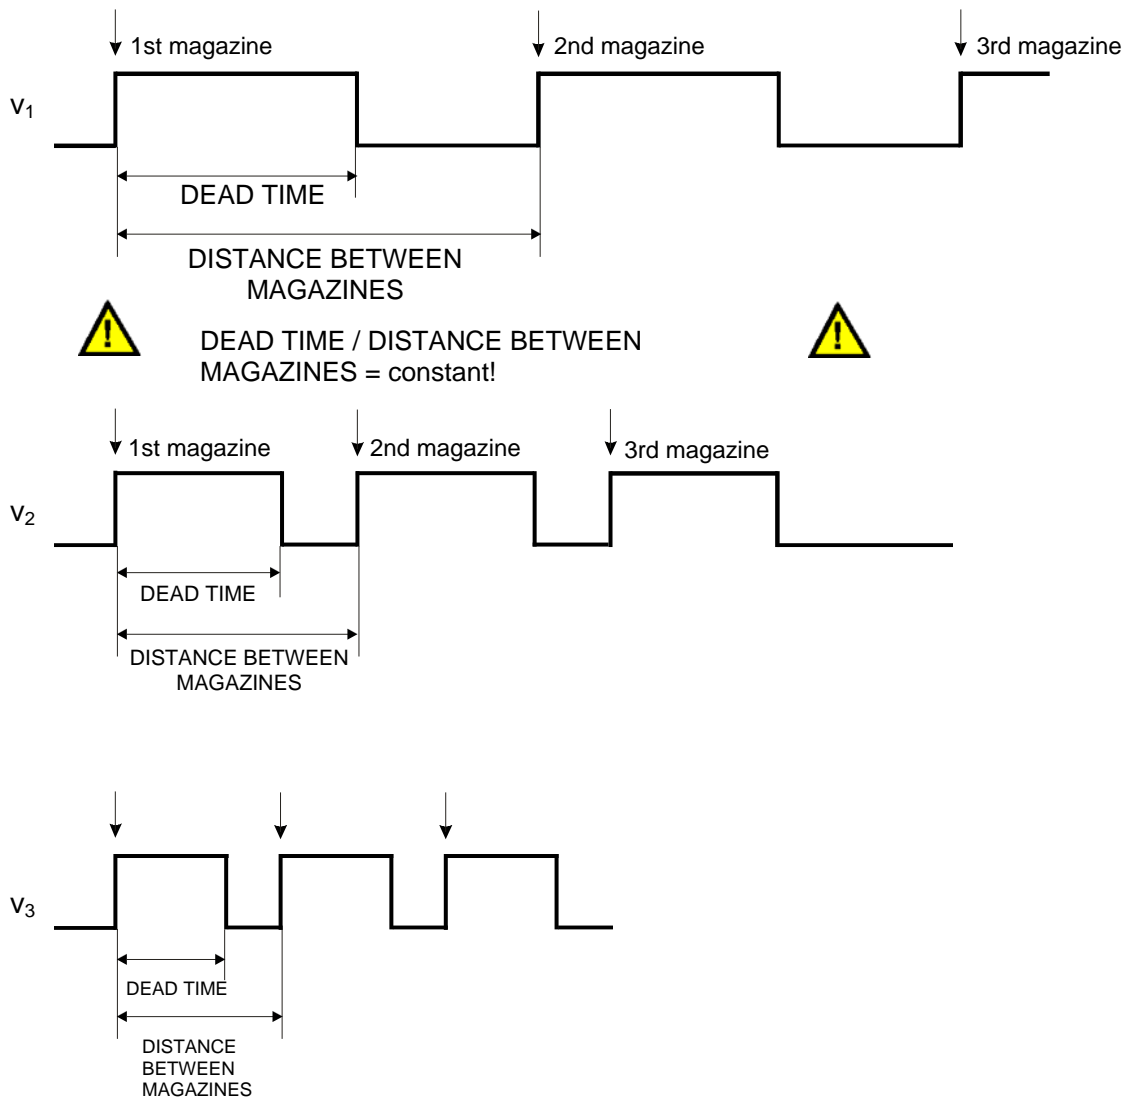 1st magazine 2nd magazine 3rd magazine
v1
DEAD TIME
DISTANCE BETWEEN
MAGAZINES
! !
DEAD TIME / DISTANCE BETWEEN
MAGAZINES = constant!
1st magazine 2nd magazine 3rd magazine
v2
DEAD TIME
DISTANCE BETWEEN
MAGAZINES
v3
DEAD TIME
DISTANCE
BETWEEN
MAGAZINES